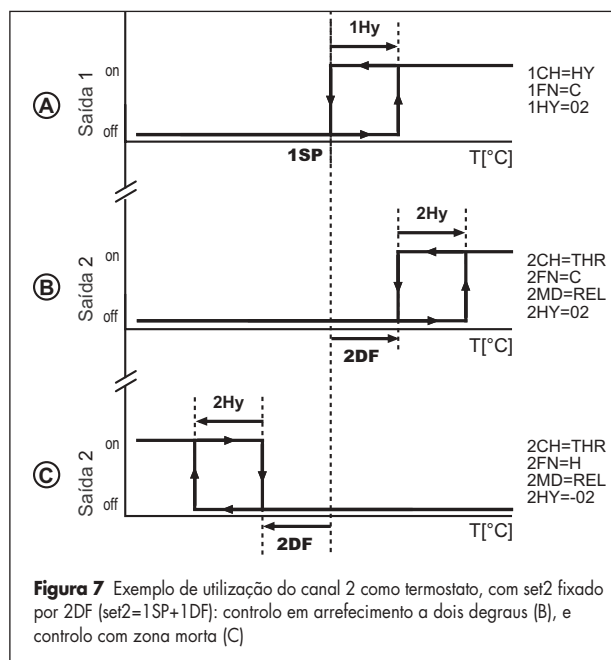 1Hy
on
Saída 1
A
off
1SP
T[°C]
1CH=HY
1FN=C
1HY=02
2Hy
on
Saída 2
B
off
2DF
T[°C]
2CH=THR
2FN=C
2MD=REL
2HY=02
2Hy
on
Saída 2
C
off
2DF
T[°C]
2CH=THR
2FN=H
2MD=REL
2HY=-02
Figura 7 Exemplo de utilização do canal 2 como termostato, com set2 fixado
por 2DF (set2=1SP+1DF): controlo em arrefecimento a dois degraus (B), e
controlo com zona morta (C)